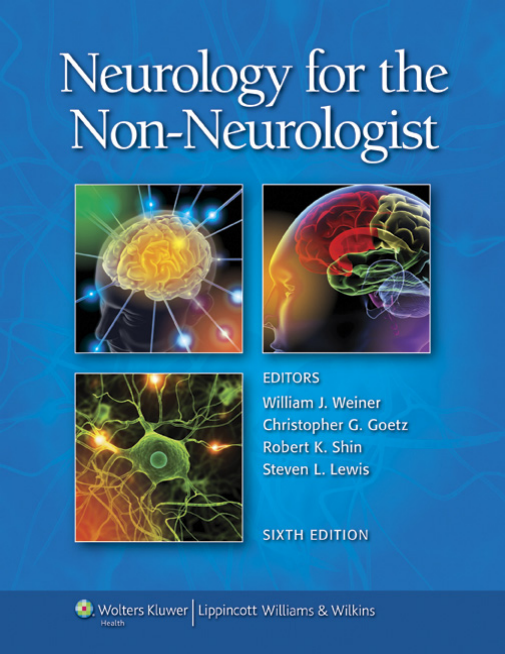 Neurology for the
Non-Neurologist
EDITORS
William J. Weiner
Christopher G. Goetz
Robert K. Shin
Steven L. Lewis
SIXTH EDITION
Wolters Kluwer | Lippincott Williams & Wilkins
Health